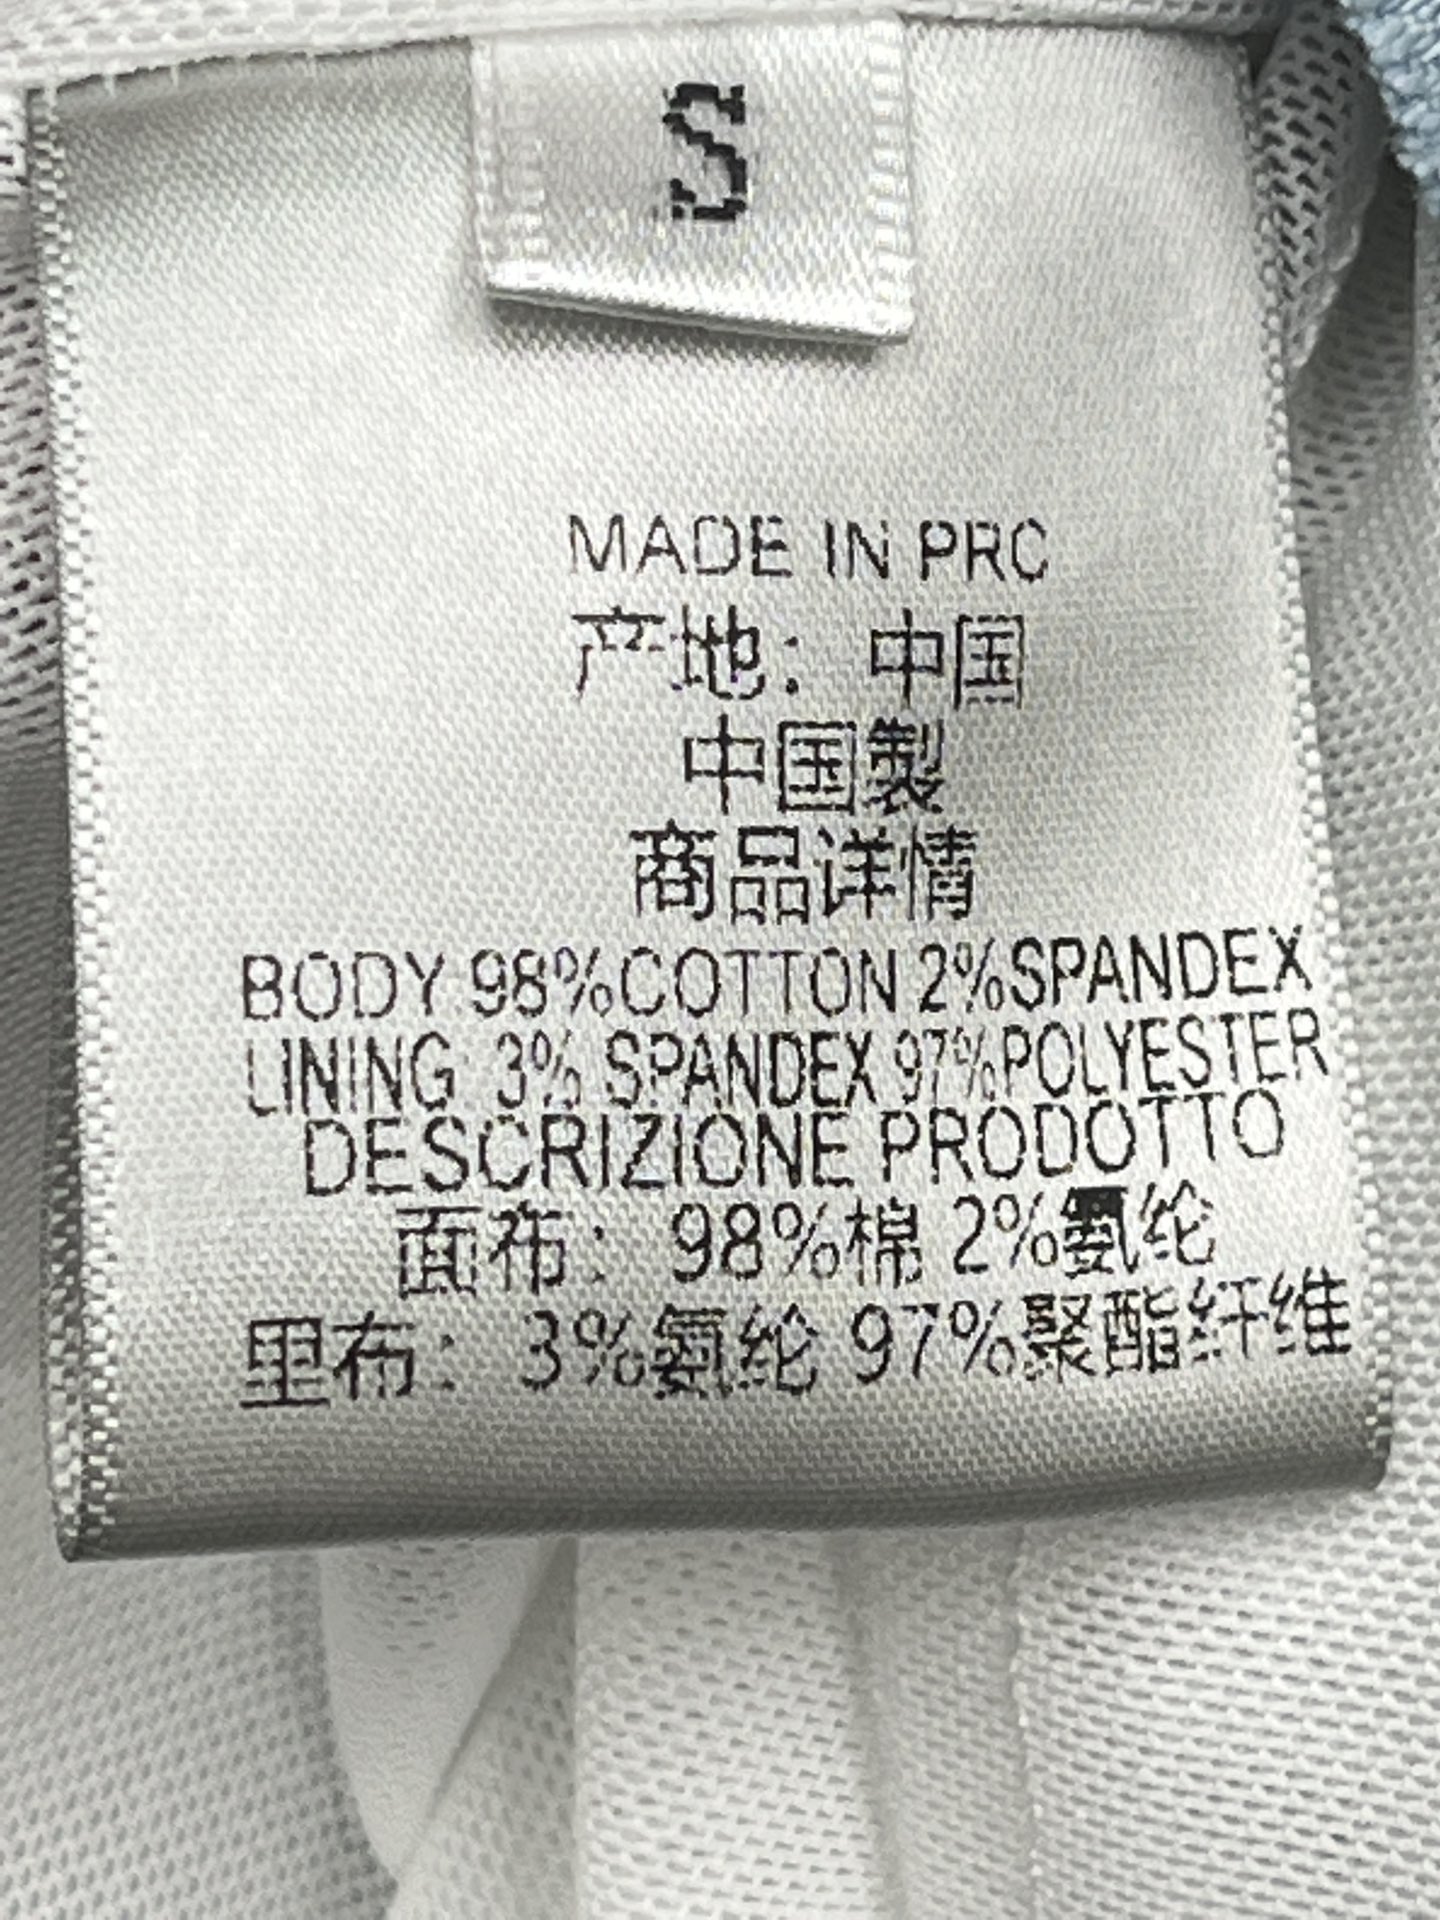 S
MADE IN PRC
产地：中国
中国製
商品详情
BODY 98%COTTON 2%SPANDEX
LINING 3% SPANDEX 97%POLYESTER
DESCRIZIONE PRODOTTO
面布：98%棉 2%氨纶
里布：3%氨纶 97%聚酯纤维